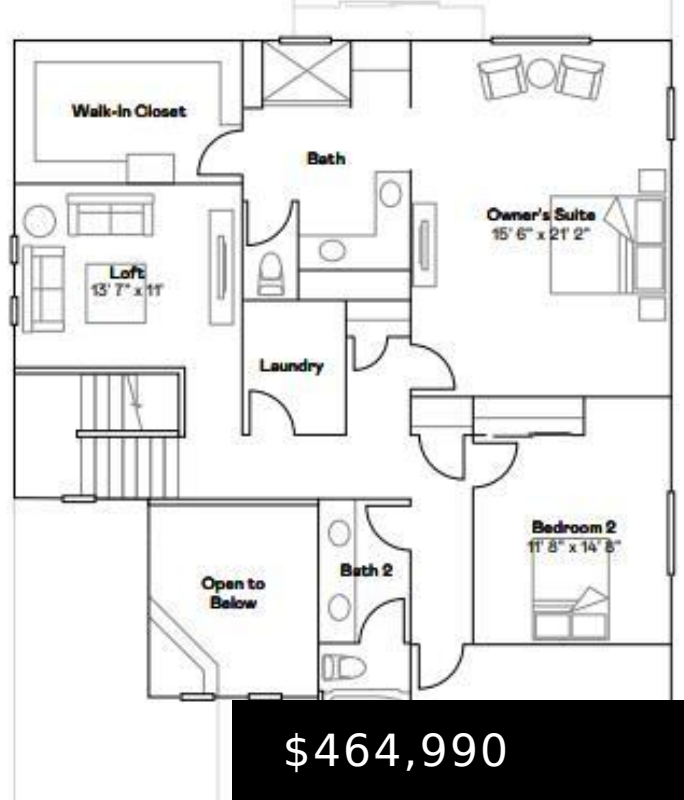 Walk-In Closet
Bath
Owner's Suite
15' 6" x 21' 2"
Loft
13' 7" x 11'
Laundry
Bedroom 2
11' 8" x 14' 8"
Bath 2
Open to
Below
$464,990